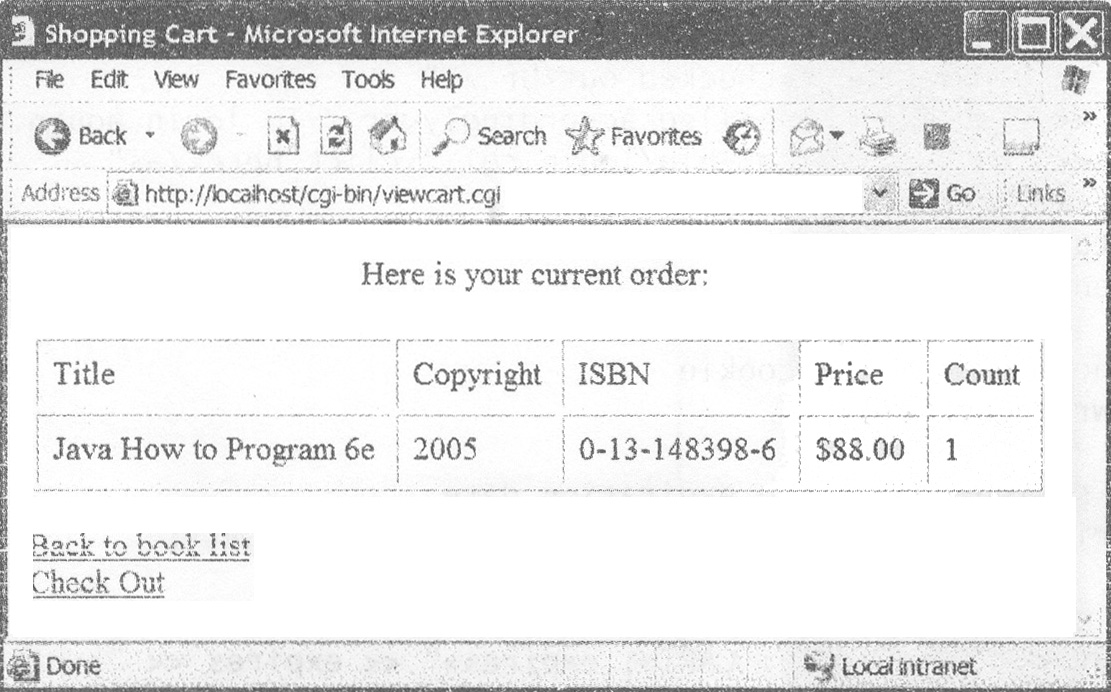 Shopping Cart - Microsoft Internet Explorer
File Edit View Favorites Tools Help
Back Search Favorites
Address http://localhost/cgi-bin/viewcart.cgi Go Links
Here is your current order:
Title Copyright ISBN Price Count
Java How to Program 6e 2005 0-13-148398-6 $88.00 1
Back to book list
Check Out
Done Local intranet